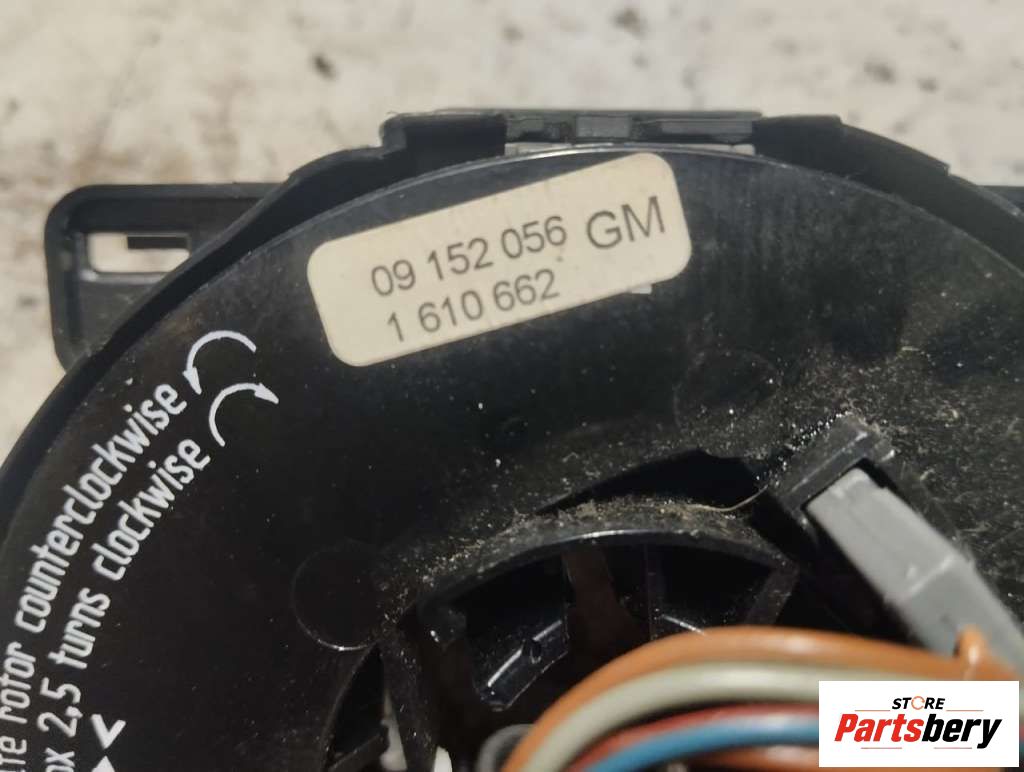 09 152 056 GM
1 610 662
rotor counterclockwise
2,5 turns clockwise
STORE
Partsbery